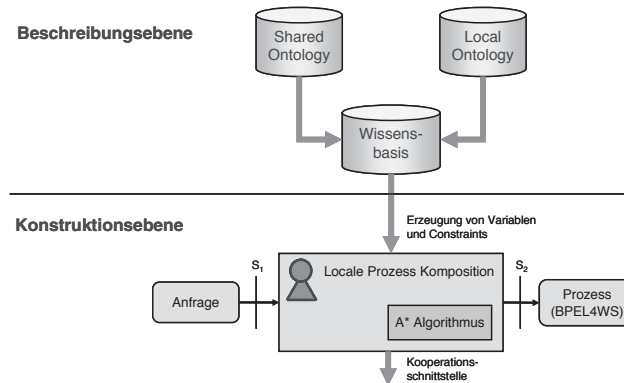 Beschreibungsebene
Shared
Ontology
Local
Ontology
Wissens-
basis
Konstruktionsebene
Erzeugung von Variablen
und Constraints
S1
Locale Prozess Komposition
S2
Anfrage
A* Algorithmus
Prozess
(BPEL4WS)
Kooperations-
schnittstelle